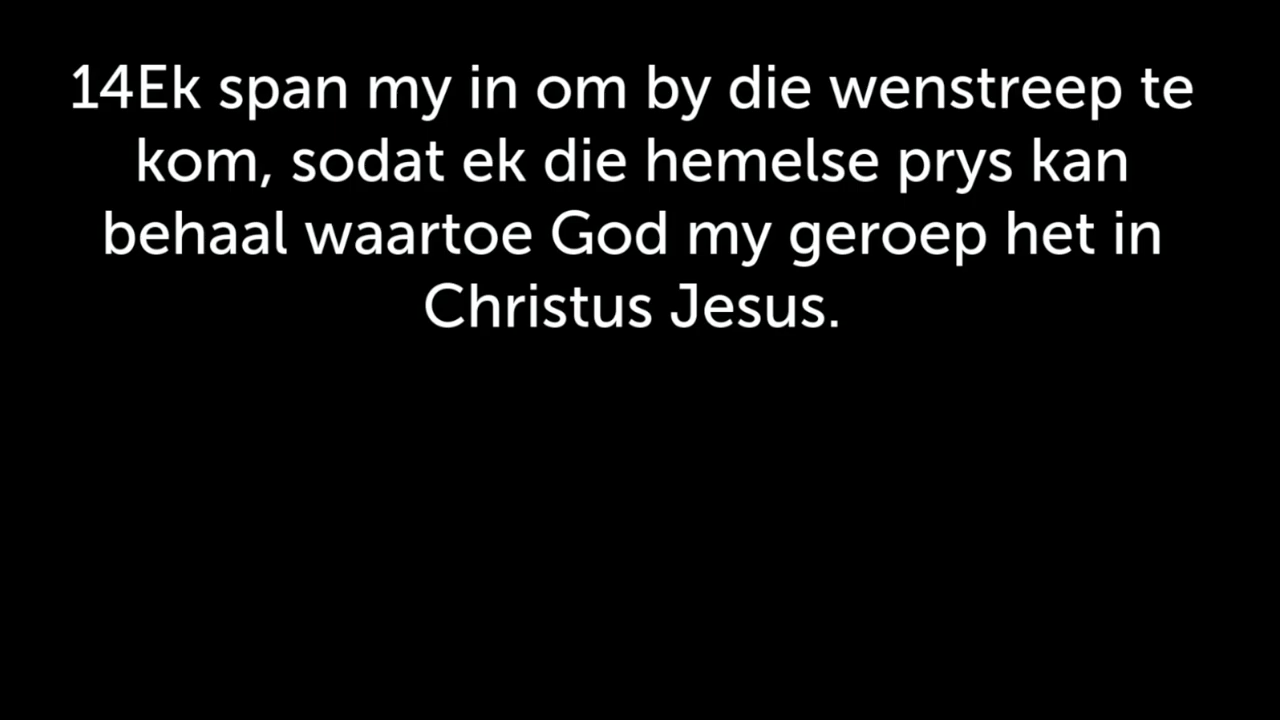 14Ek span my in om by die wenstreep te
kom, sodat ek die hemelse prys kan
behaal waartoe God my geroep het in
Christus Jesus.